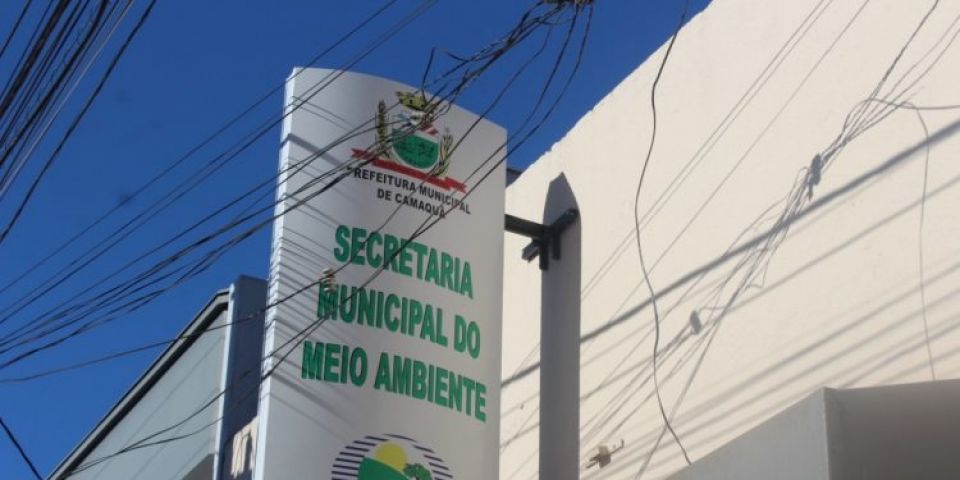 PREFEITURA MUNICIPAL
DE CAMAQUÃ
SECRETARIA
MUNICIPAL DO
MEIO AMBIENTE